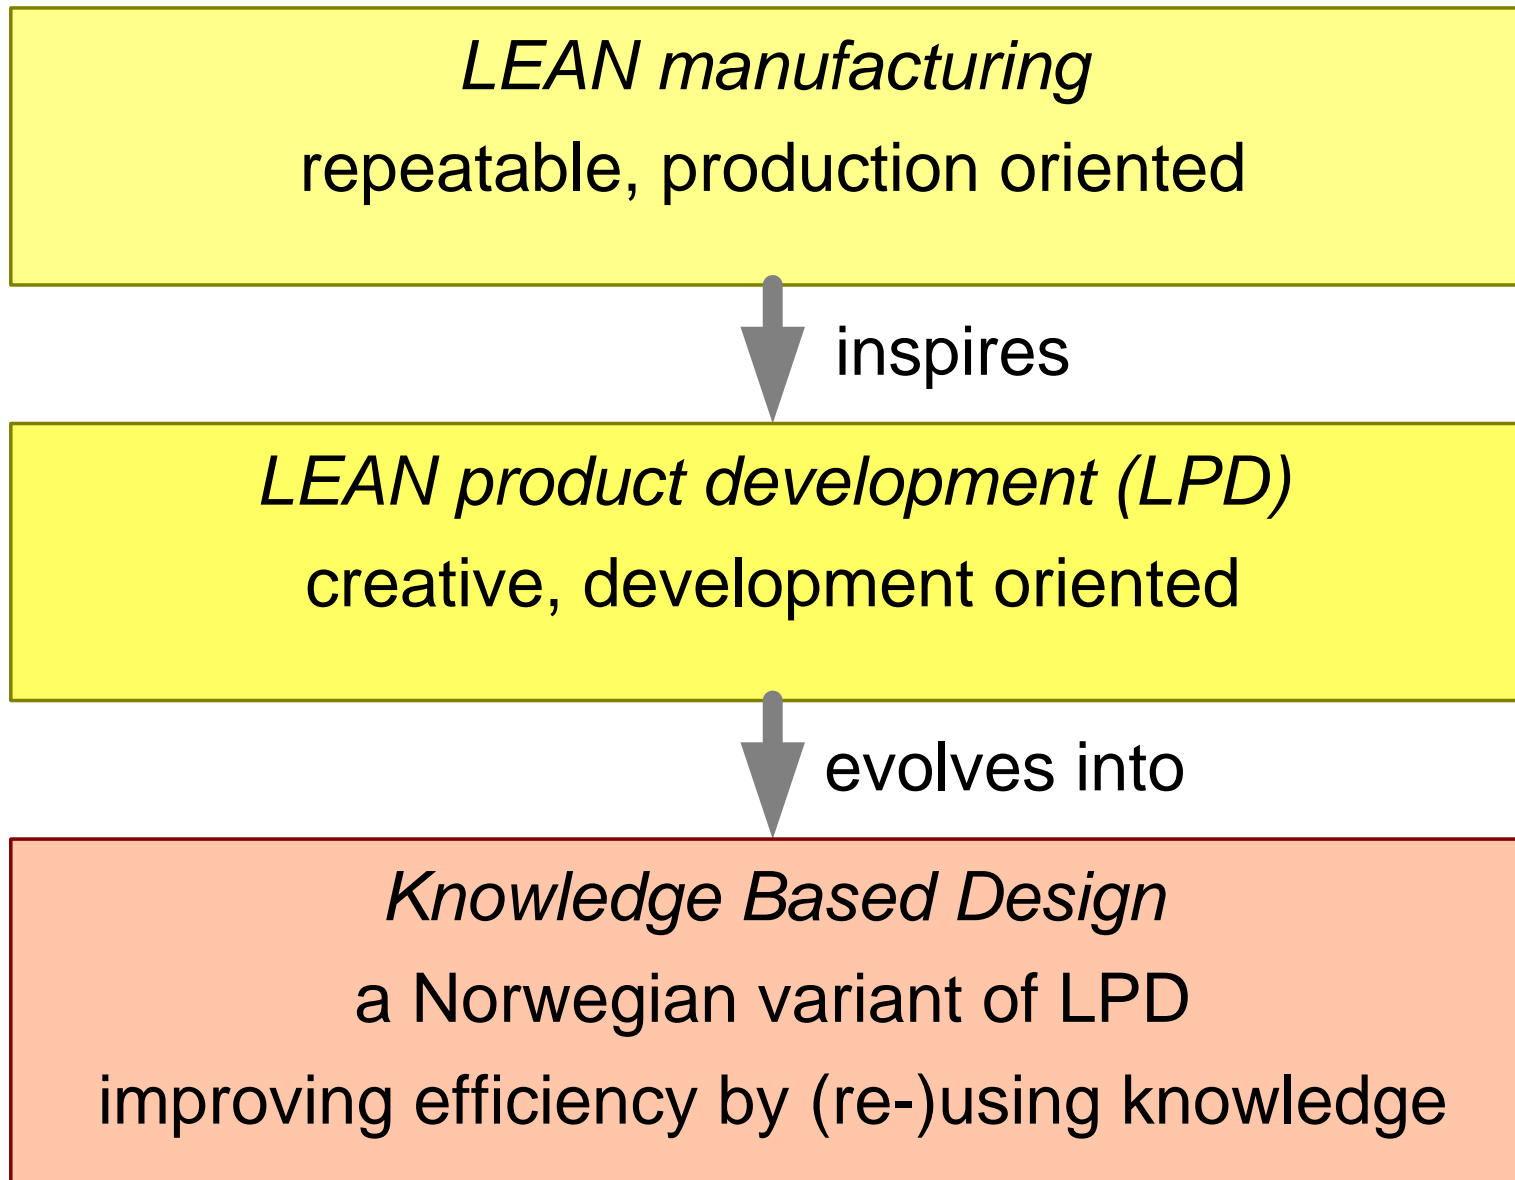 LEAN manufacturing
repeatable, production oriented
inspires
LEAN product development (LPD)
creative, development oriented
evolves into
Knowledge Based Design
a Norwegian variant of LPD
improving efficiency by (re-)using knowledge